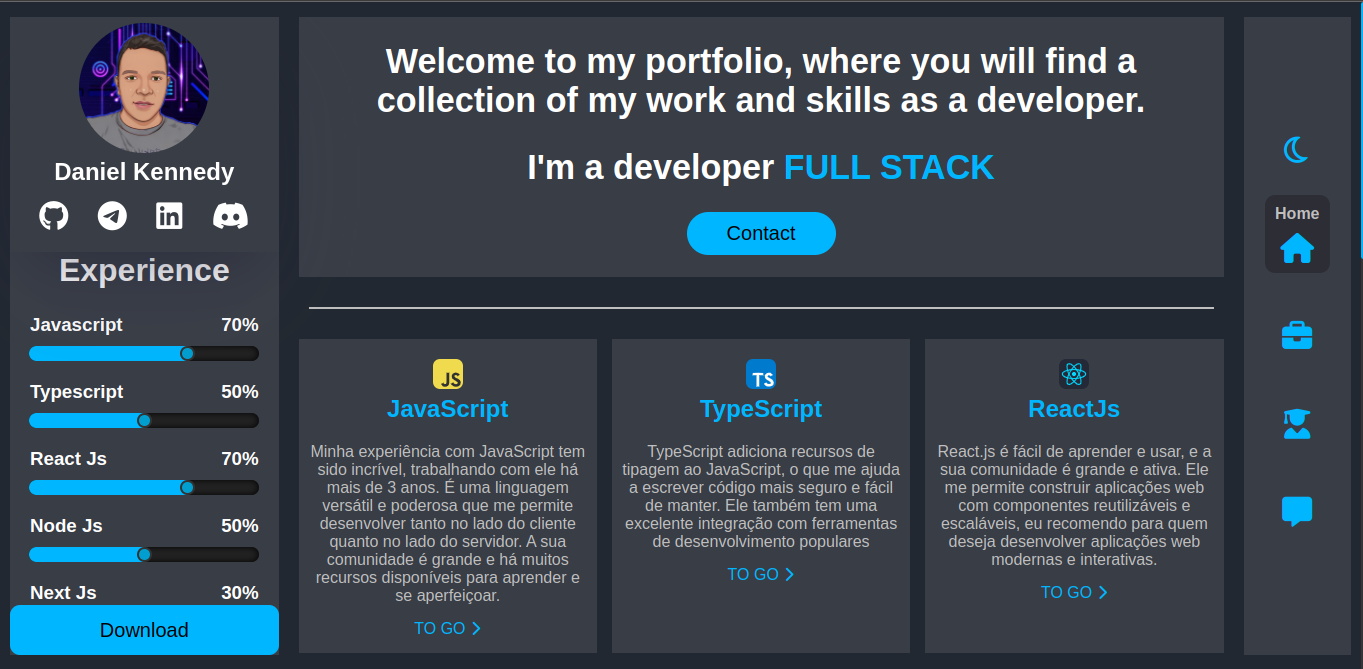 Daniel Kennedy
Experience
Javascript 70%
Typescript 50%
React Js 70%
Node Js 50%
Next Js 30%
Download
Welcome to my portfolio, where you will find a
collection of my work and skills as a developer.
I'm a developer FULL STACK
Contact
JS
JavaScript
Minha experiência com JavaScript tem
sido incrível, trabalhando com ele há
mais de 3 anos. É uma linguagem
versátil e poderosa que me permite
desenvolver tanto no lado do cliente
quanto no lado do servidor. A sua
comunidade é grande e há muitos
recursos disponíveis para aprender e
se aperfeiçoar.
TO GO
TS
TypeScript
TypeScript adiciona recursos de
tipagem ao JavaScript, o que me ajuda
a escrever código mais seguro e fácil
de manter. Ele também tem uma
excelente integração com ferramentas
de desenvolvimento populares
TO GO
ReactJs
React.js é fácil de aprender e usar, e a
sua comunidade é grande e ativa. Ele
me permite construir aplicações web
com componentes reutilizáveis e
escaláveis, eu recomendo para quem
deseja desenvolver aplicações web
modernas e interativas.
TO GO
Home